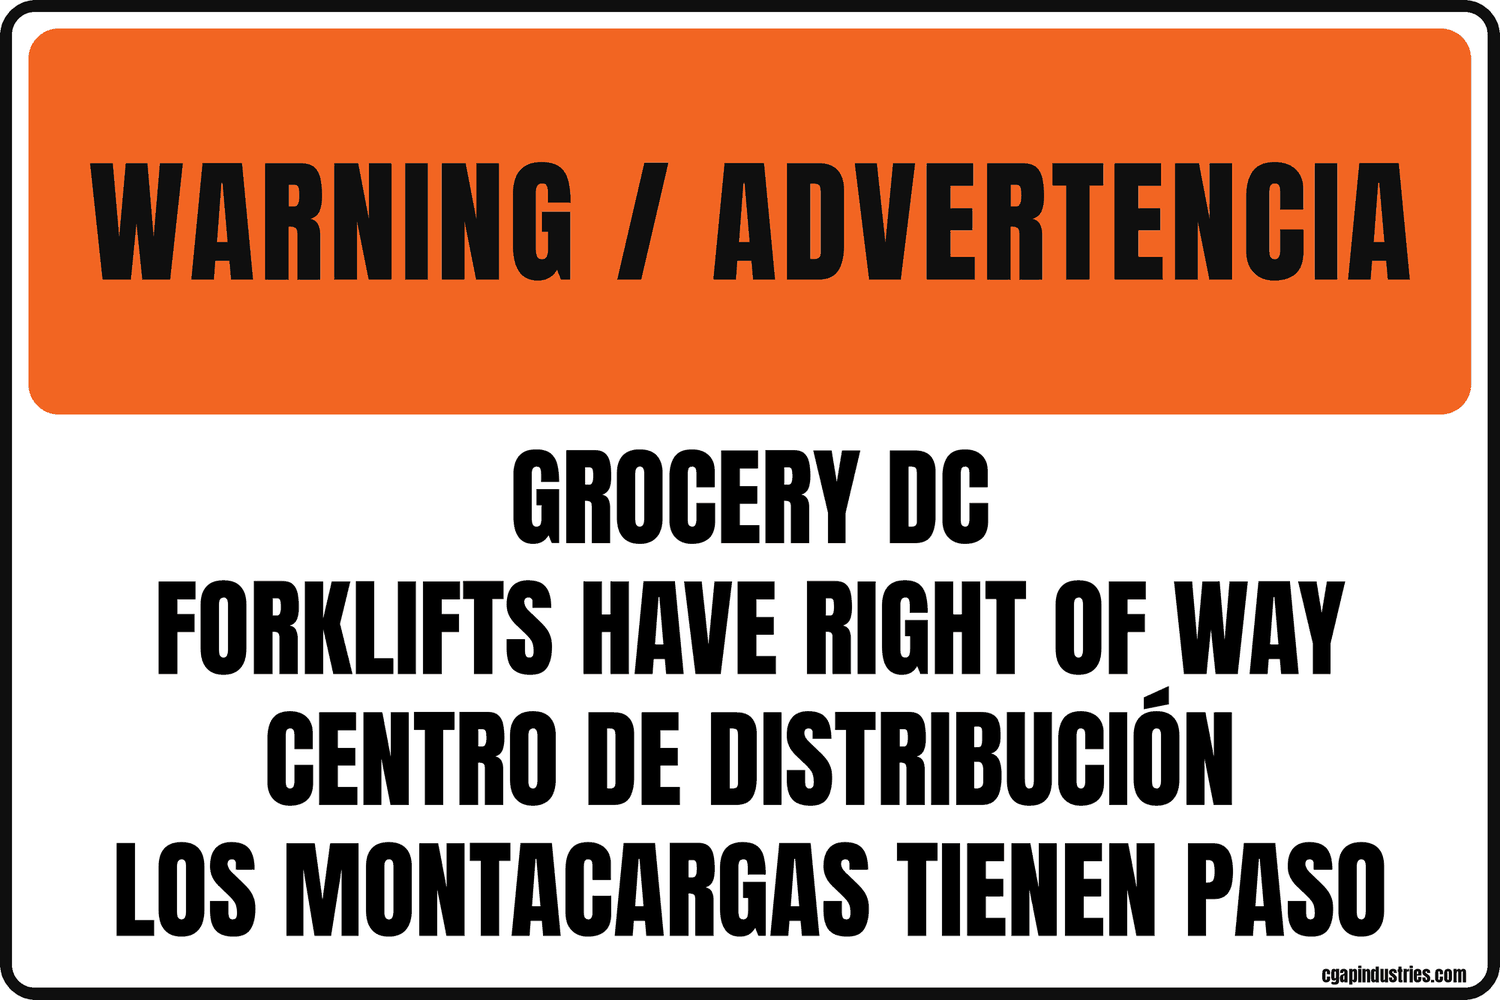 WARNING / ADVERTENCIA
GROCERY DC
FORKLIFTS HAVE RIGHT OF WAY
CENTRO DE DISTRIBUCIÓN
LOS MONTACARGAS TIENEN PASO
cgapindustries.com